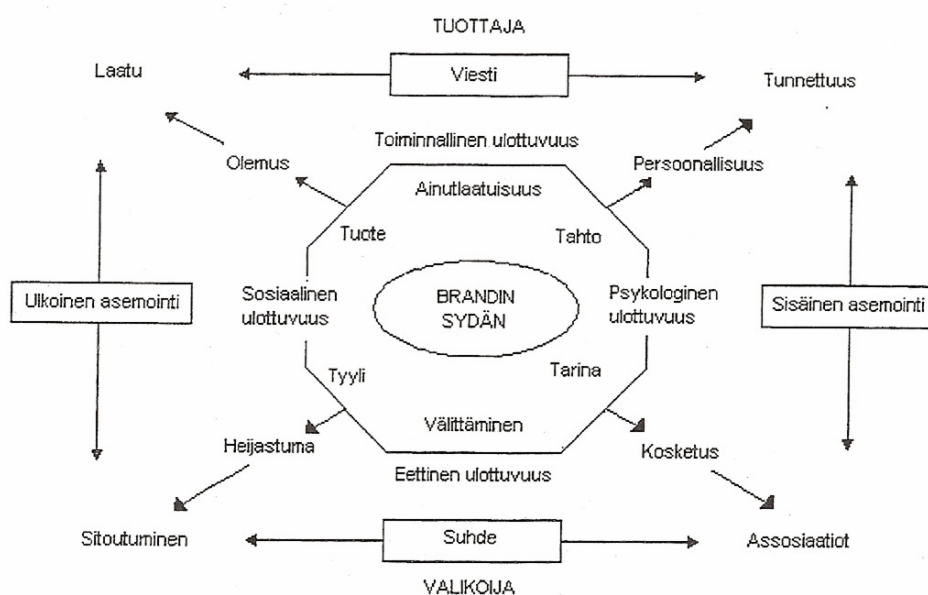 TUOTTAJA
Laatu
Viesti
Tunnettuus
Toiminnallinen ulottuvuus
Olemus
Persoonallisuus
Ainutlaatuisuus
Tuote
Tahto
Ulkoinen asemointi
Sosiaalinen
ulottuvuus
BRANDIN
SYDÄN
Psykologinen
ulottuvuus
Sisäinen asemointi
Tyyli
Tarina
Välittäminen
Heijastuma
Kosketus
Eettinen ulottuvuus
Sitoutuminen
Suhde
Assosiaatiot
VALIKOIJA